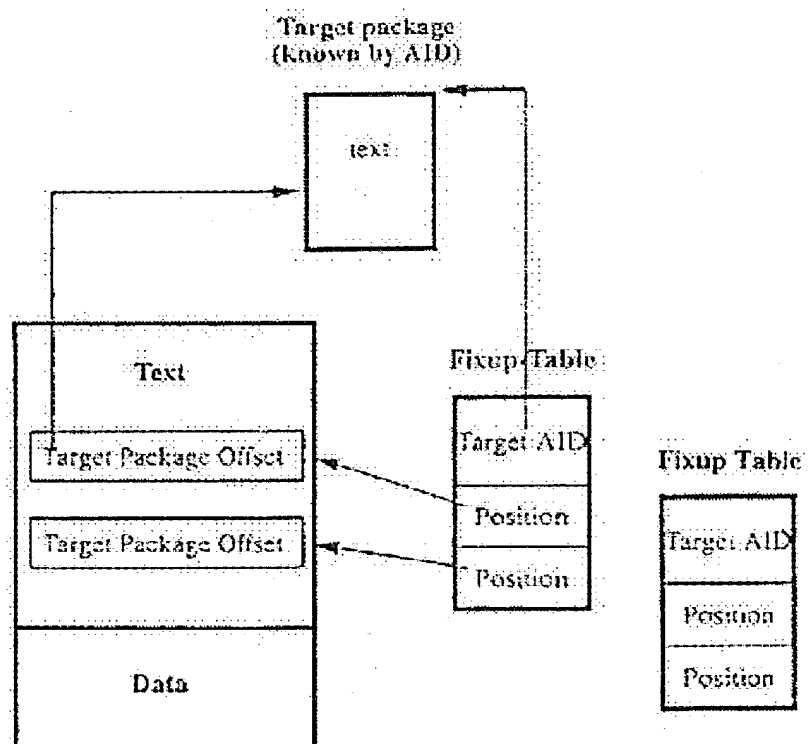 Target package
(known by AID)
text
Text
Target Package Offset
Target Package Offset
Data
Fixup-Table
Target AID
Position
Position
Fixup Table
Target AID
Position
Position